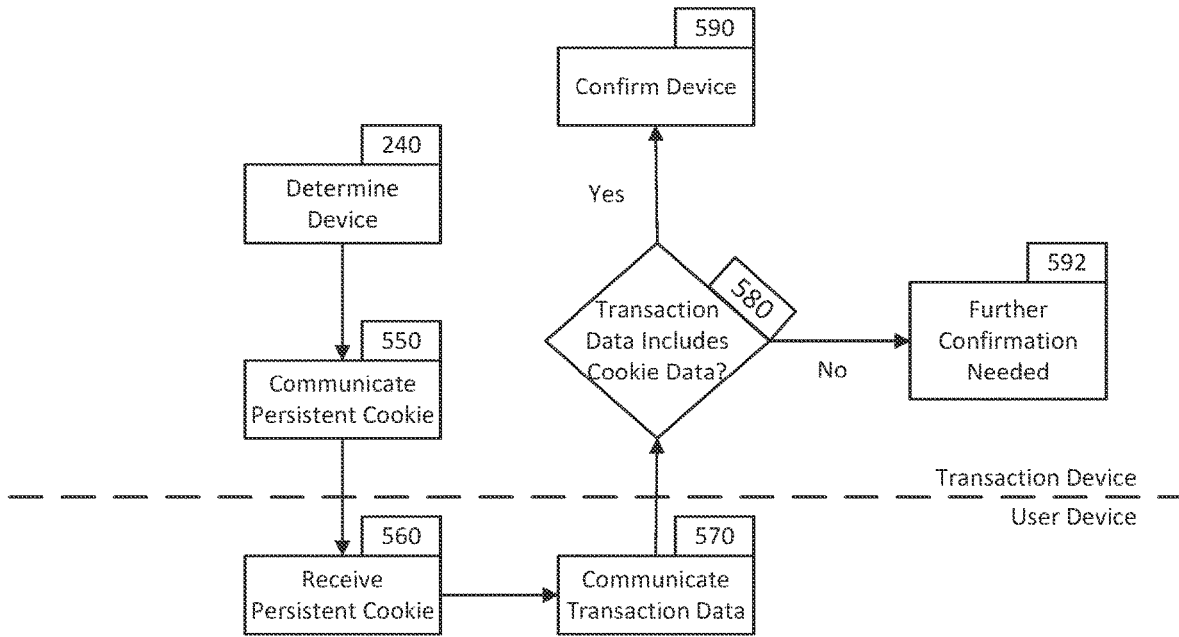 590
Confirm Device
240
Determine
Device
Yes
580
592
Transaction
Data Includes
Cookie Data?
Further
Confirmation
Needed
No
550
Communicate
Persistent Cookie
Transaction Device
User Device
560
Receive
Persistent Cookie
570
Communicate
Transaction Data